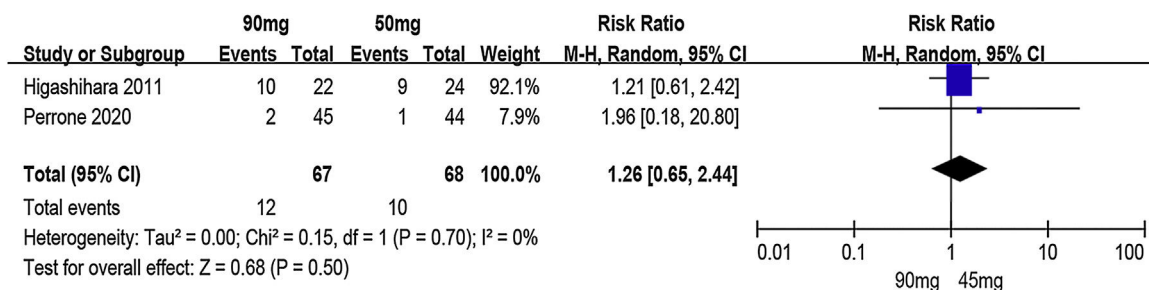 90mg 50mg Risk Ratio Risk Ratio
Study or Subgroup Events Total Events Total Weight M-H, Random, 95% CI M-H, Random, 95% CI
Higashihara 2011 10 22 9 24 92.1% 1.21 [0.61, 2.42]
Perrone 2020 2 45 1 44 7.9% 1.96 [0.18, 20.80]
Total (95% CI) 67 68 100.0% 1.26 [0.65, 2.44]
Total events 12 10
Heterogeneity: Tau² = 0.00; Chi² = 0.15, df = 1 (P = 0.70); I² = 0%
Test for overall effect: Z = 0.68 (P = 0.50)
0.01 0.1 1 10 100
90mg 45mg